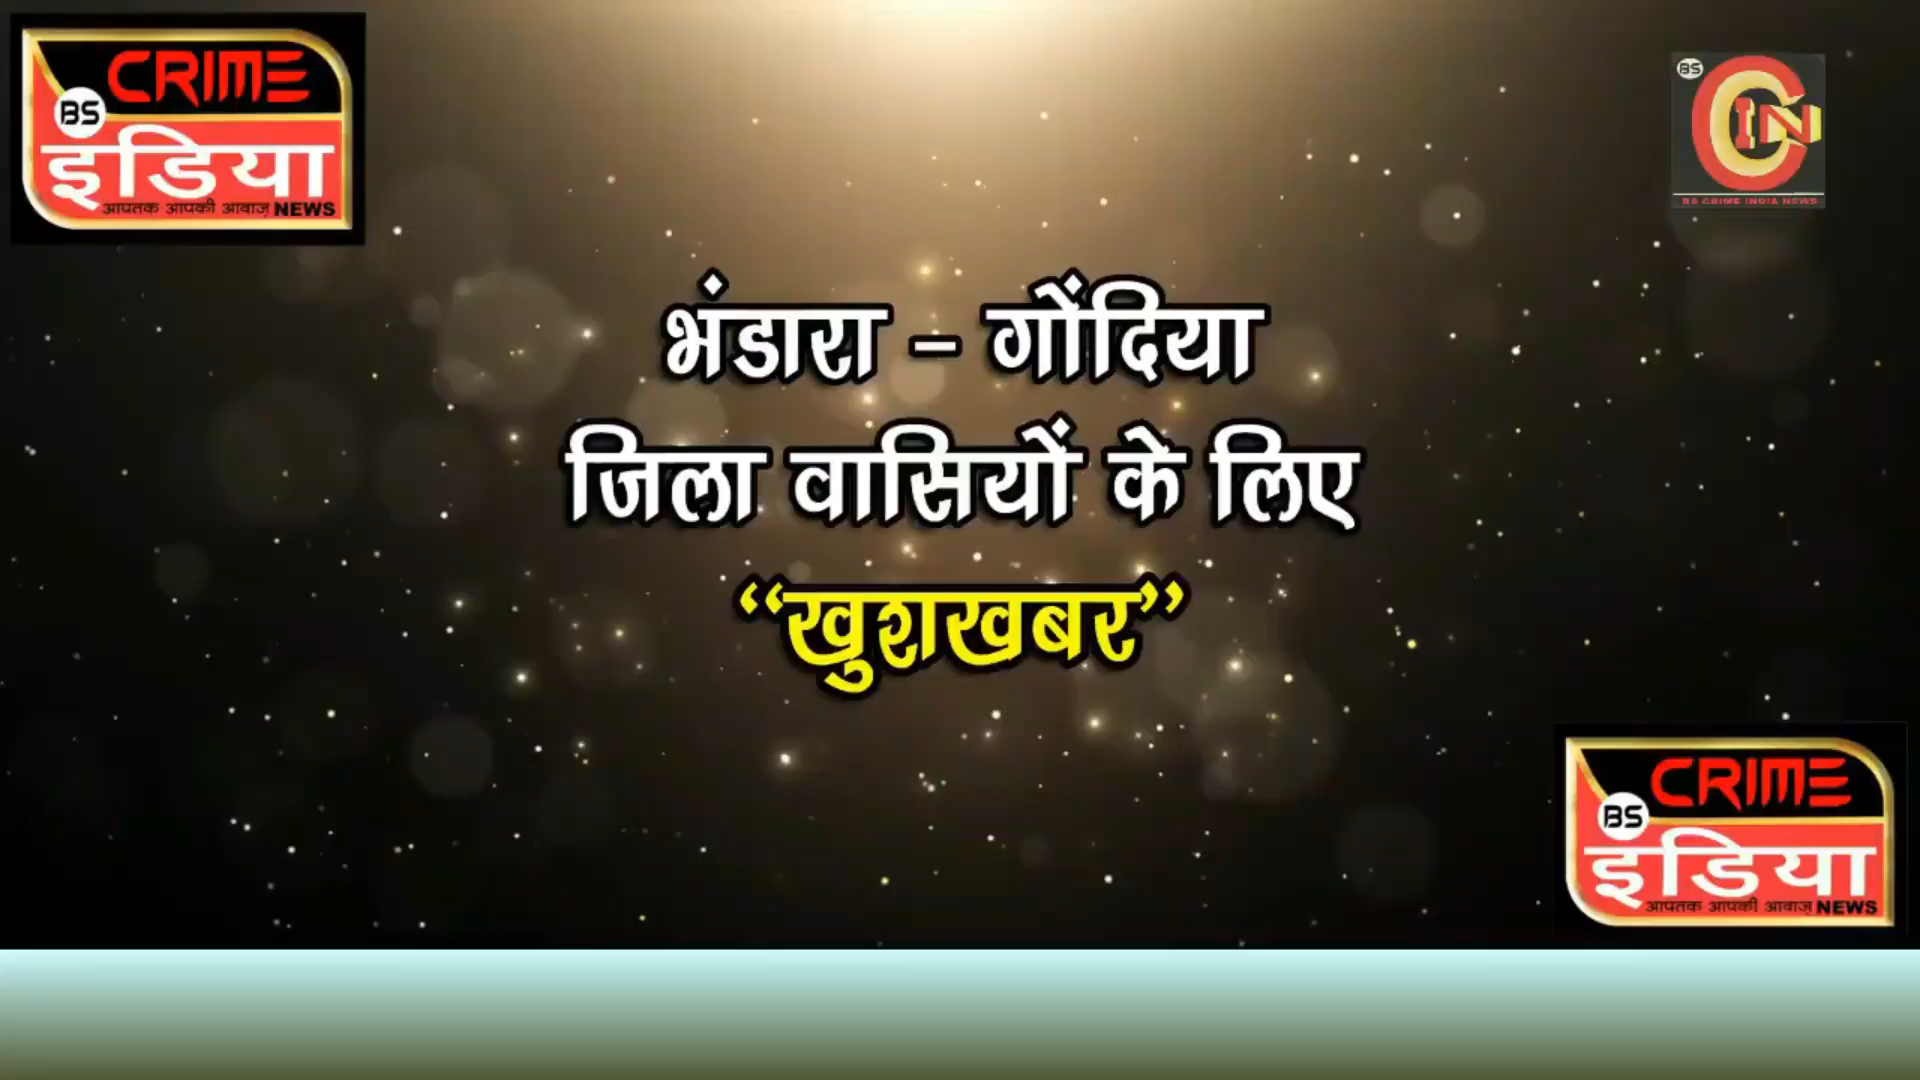 CRIME
BS
इंडिया
आपतक आपकी आवाज़ NEWS
BS
C IN
BS CRIME INDIA NEWS
भंडारा – गोंदिया
जिला वासियों के लिए
“खुशखबर”
CRIME
BS
इंडिया
आपतक आपकी आवाज़ NEWS